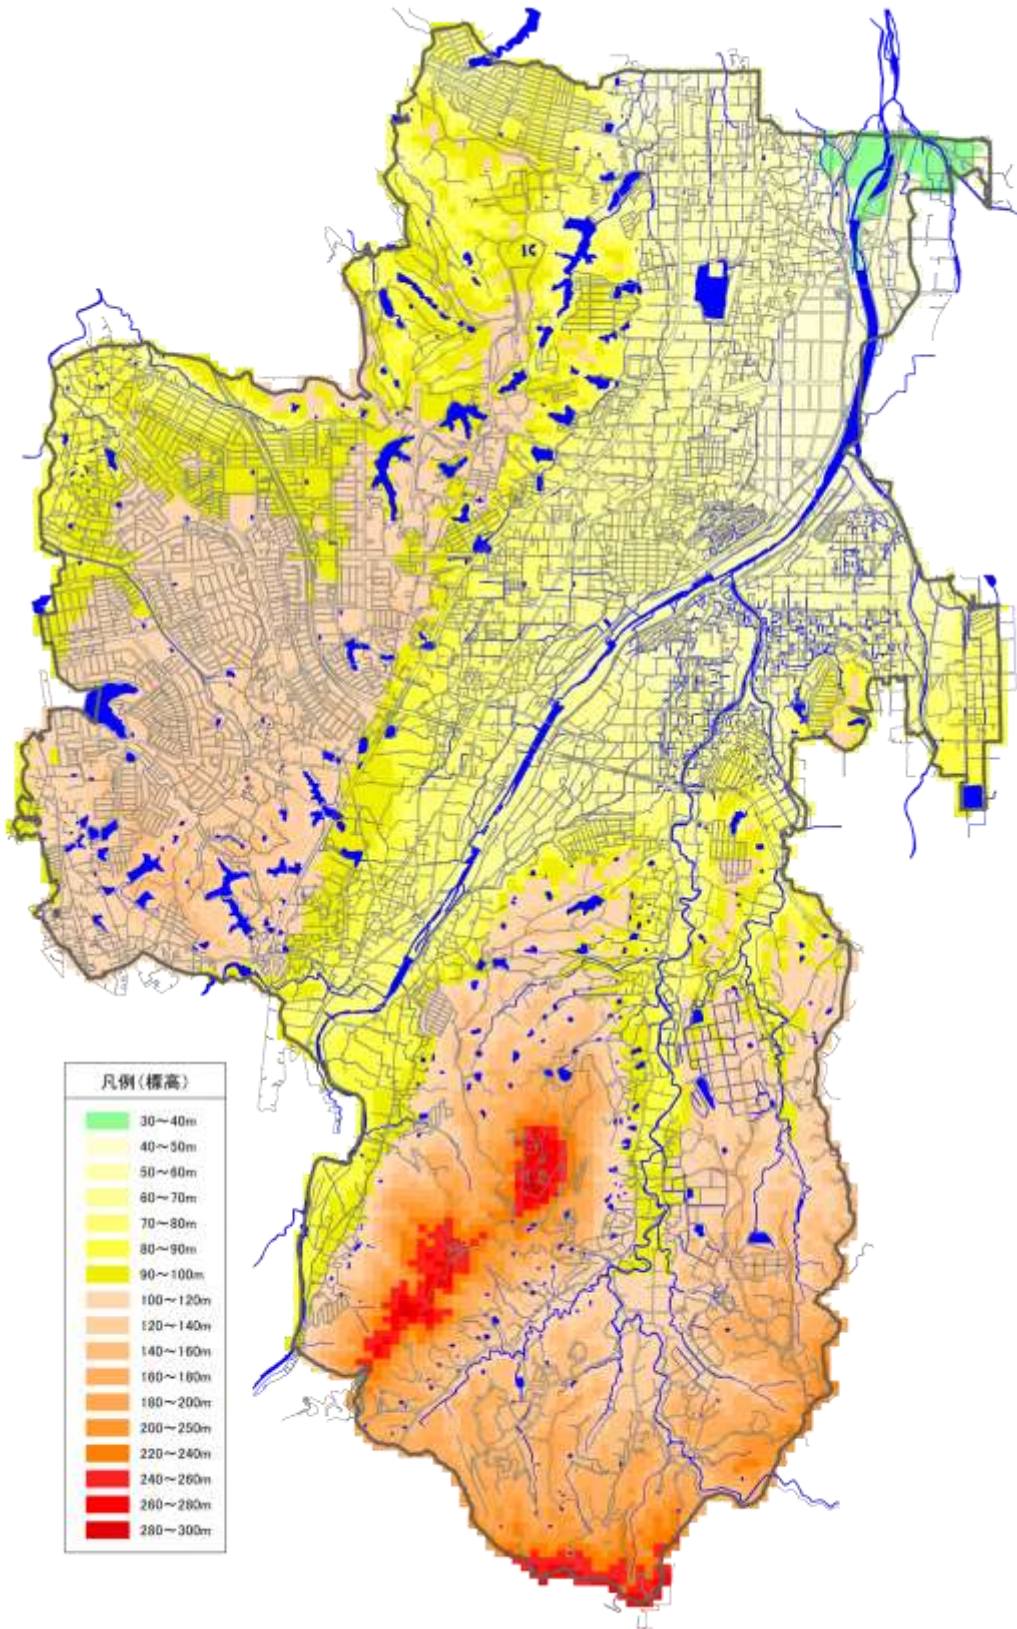 IC
凡例(標高)
30～40m
40～50m
50～60m
60～70m
70～80m
80～90m
90～100m
100～120m
120～140m
140～160m
160～180m
180～200m
200～250m
220～240m
240～260m
260～280m
280～300m